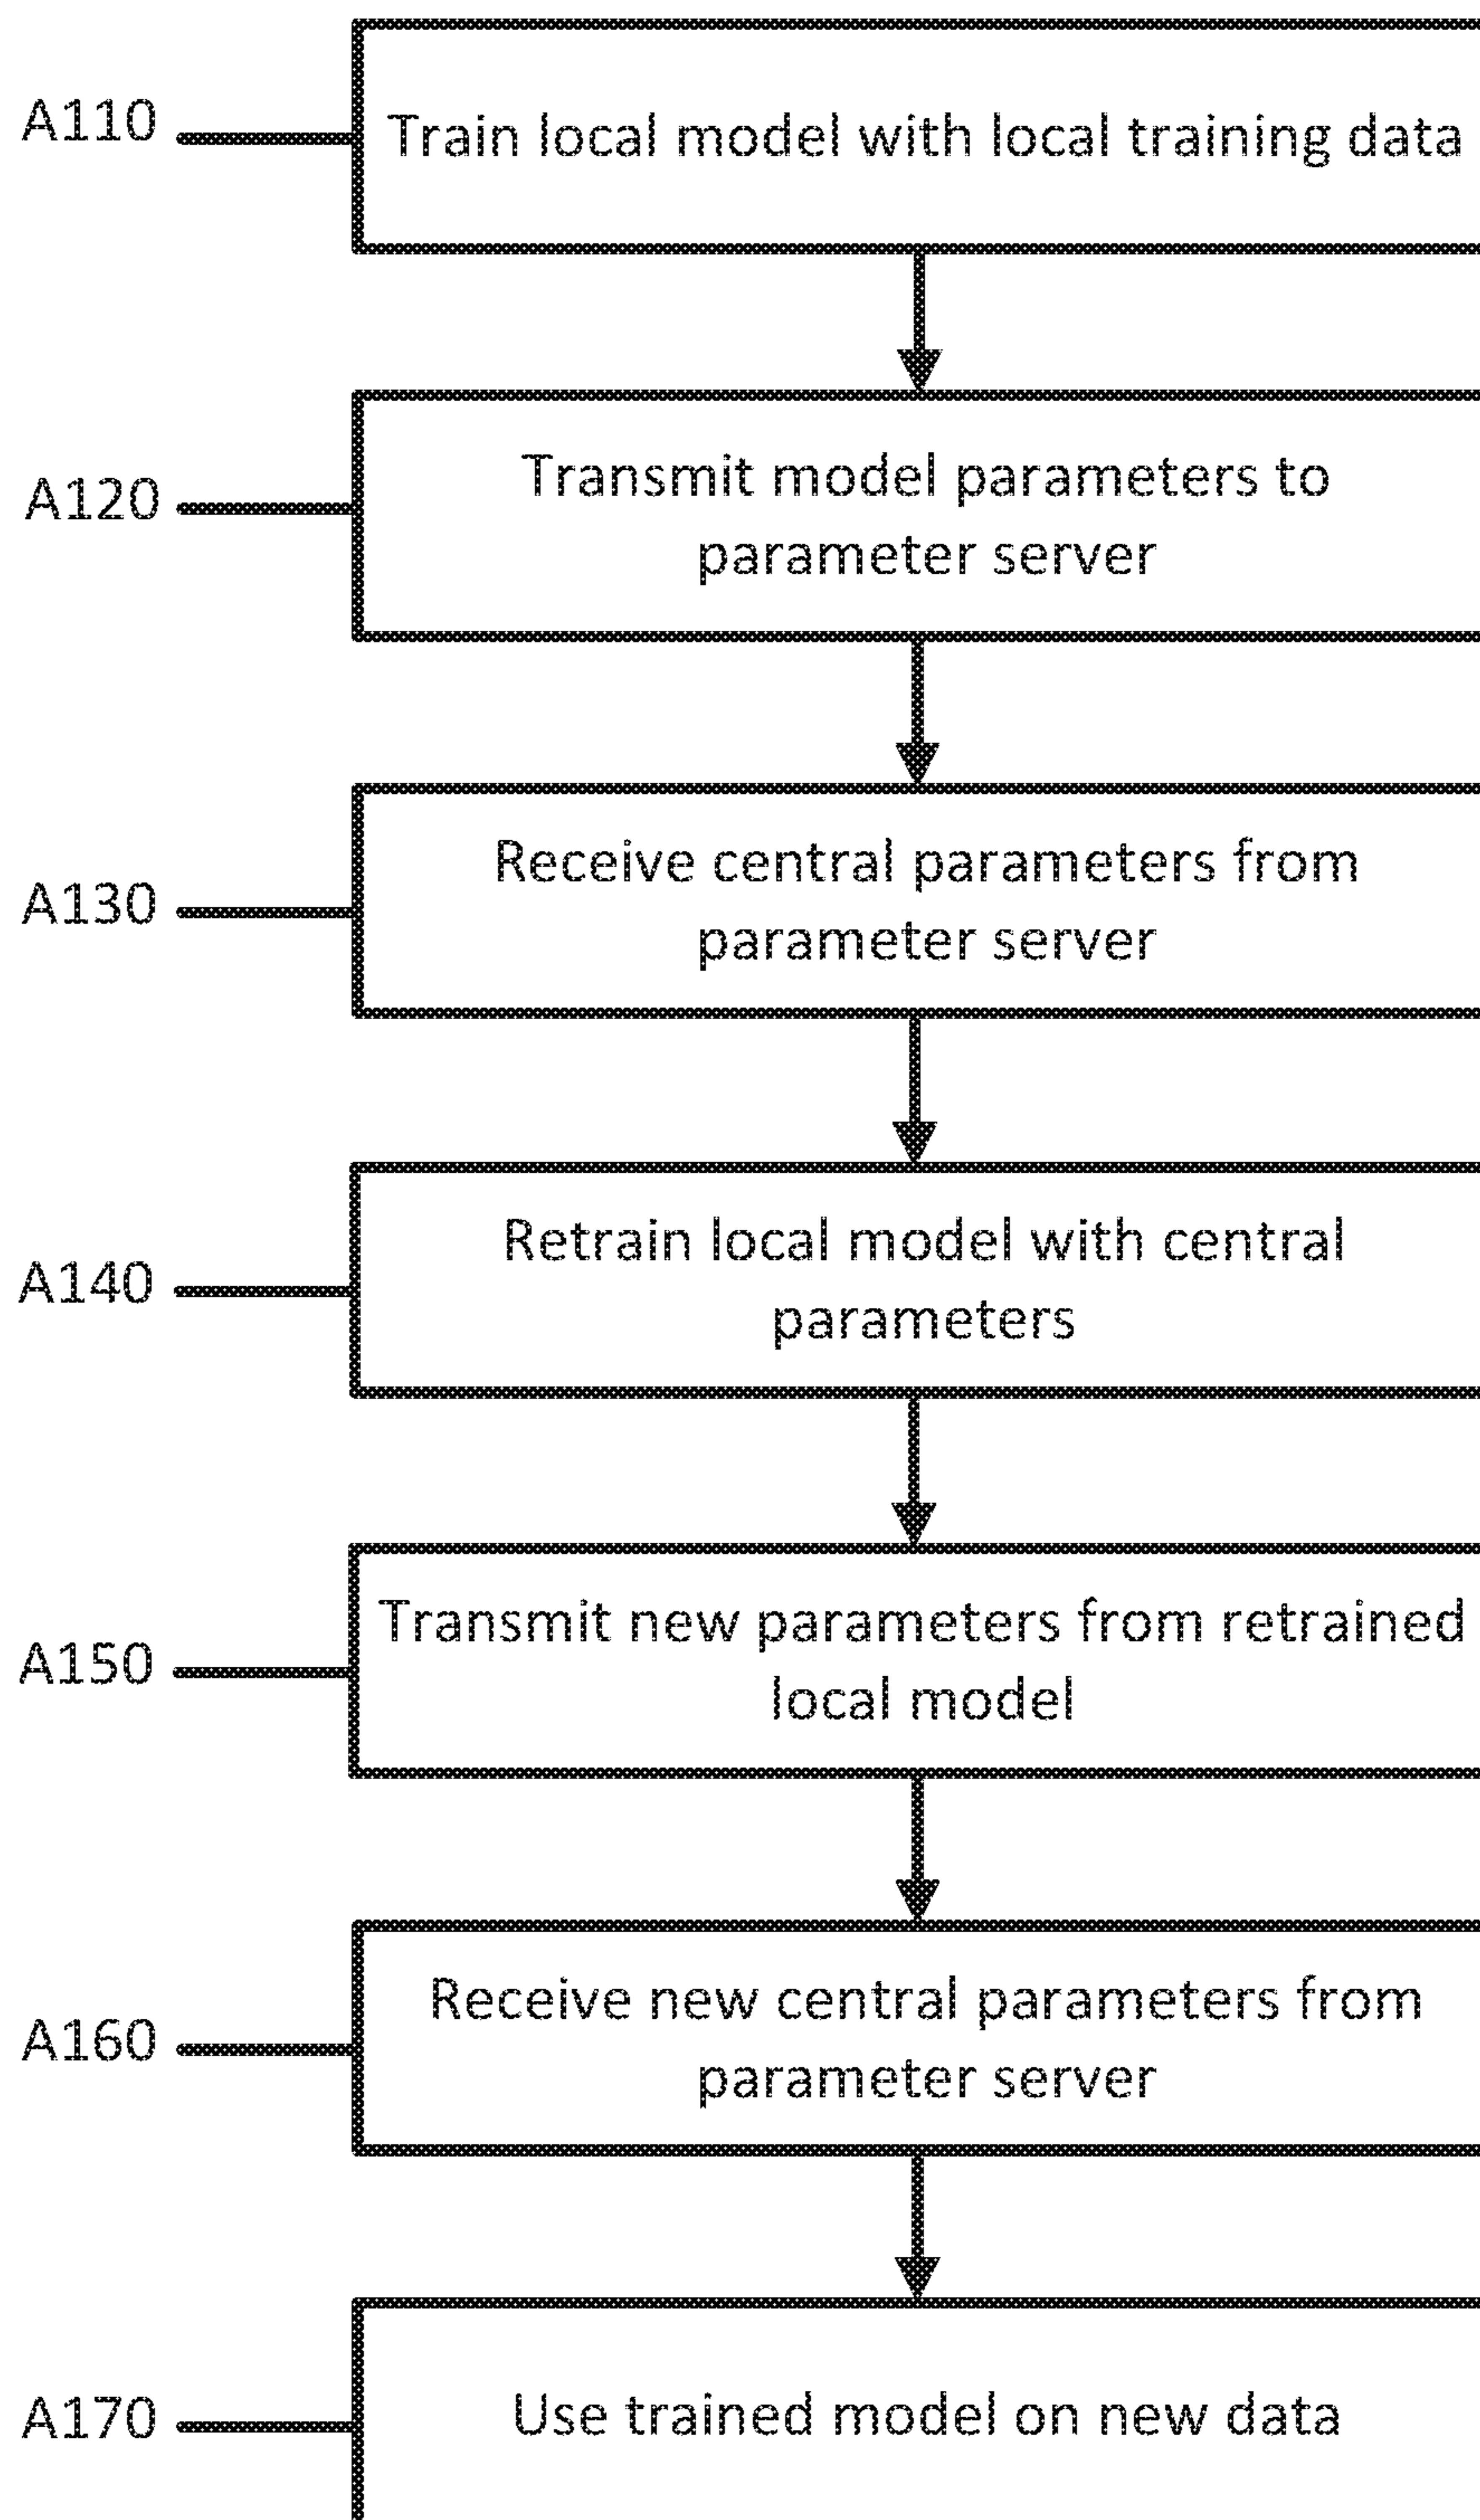 A110
Train local model with local training data
A120
Transmit model parameters to
parameter server
A130
Receive central parameters from
parameter server
A140
Retrain local model with central
parameters
A150
Transmit new parameters from retrained
local model
A160
Receive new central parameters from
parameter server
A170
Use trained model on new data